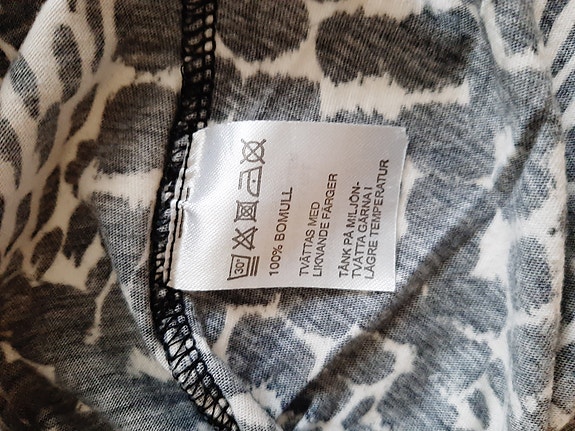 30°
100% BOMULL
TVÄTTAS MED
LIKNANDE FÄRGER
TÄNK PÅ MILJÖN-
TVÄTTA GÄRNA I
LÄGRE TEMPERATUR